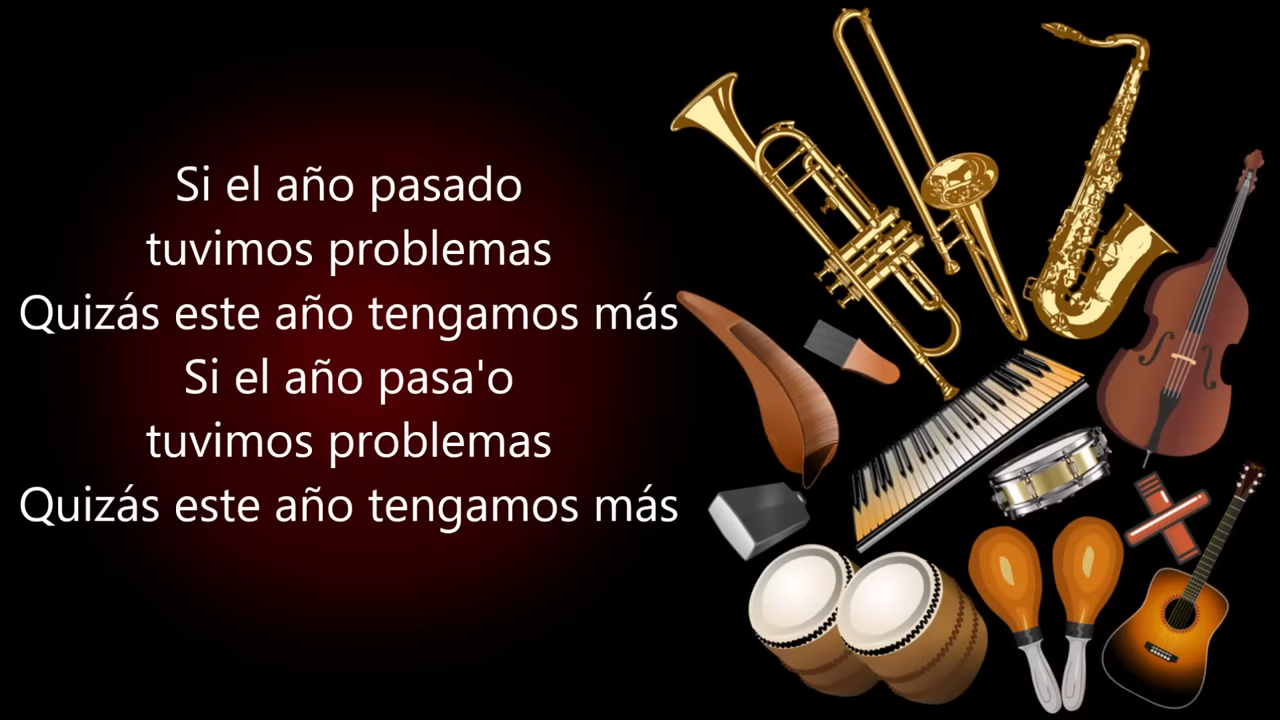 Si el año pasado
tuvimos problemas
Quizás este año tengamos más
Si el año pasa'o
tuvimos problemas
Quizás este año tengamos más